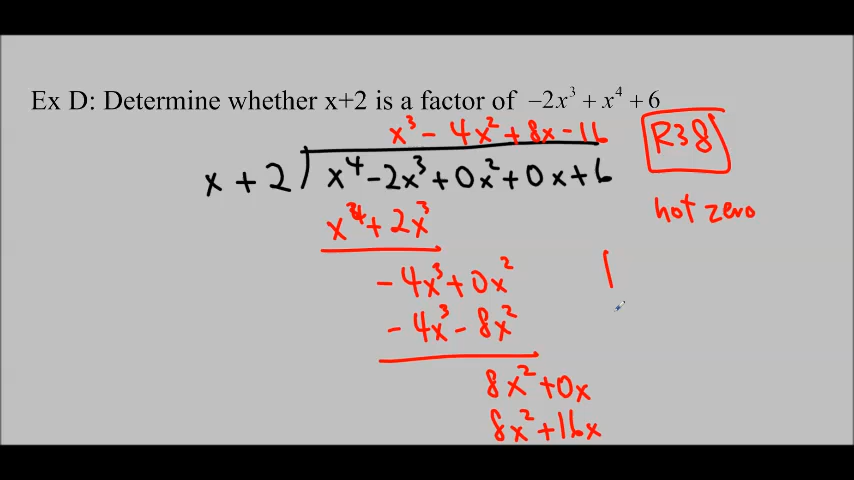 Ex D: Determine whether x+2 is a factor of −2x³ + x⁴ + 6
x³ − 4x² + 8x − 16
R38
x + 2 ) x⁴ − 2x³ + 0x² + 0x + 6
not zero
x⁴ + 2x³
− 4x³ + 0x²
− 4x³ − 8x²
8x² + 0x
8x² + 16x